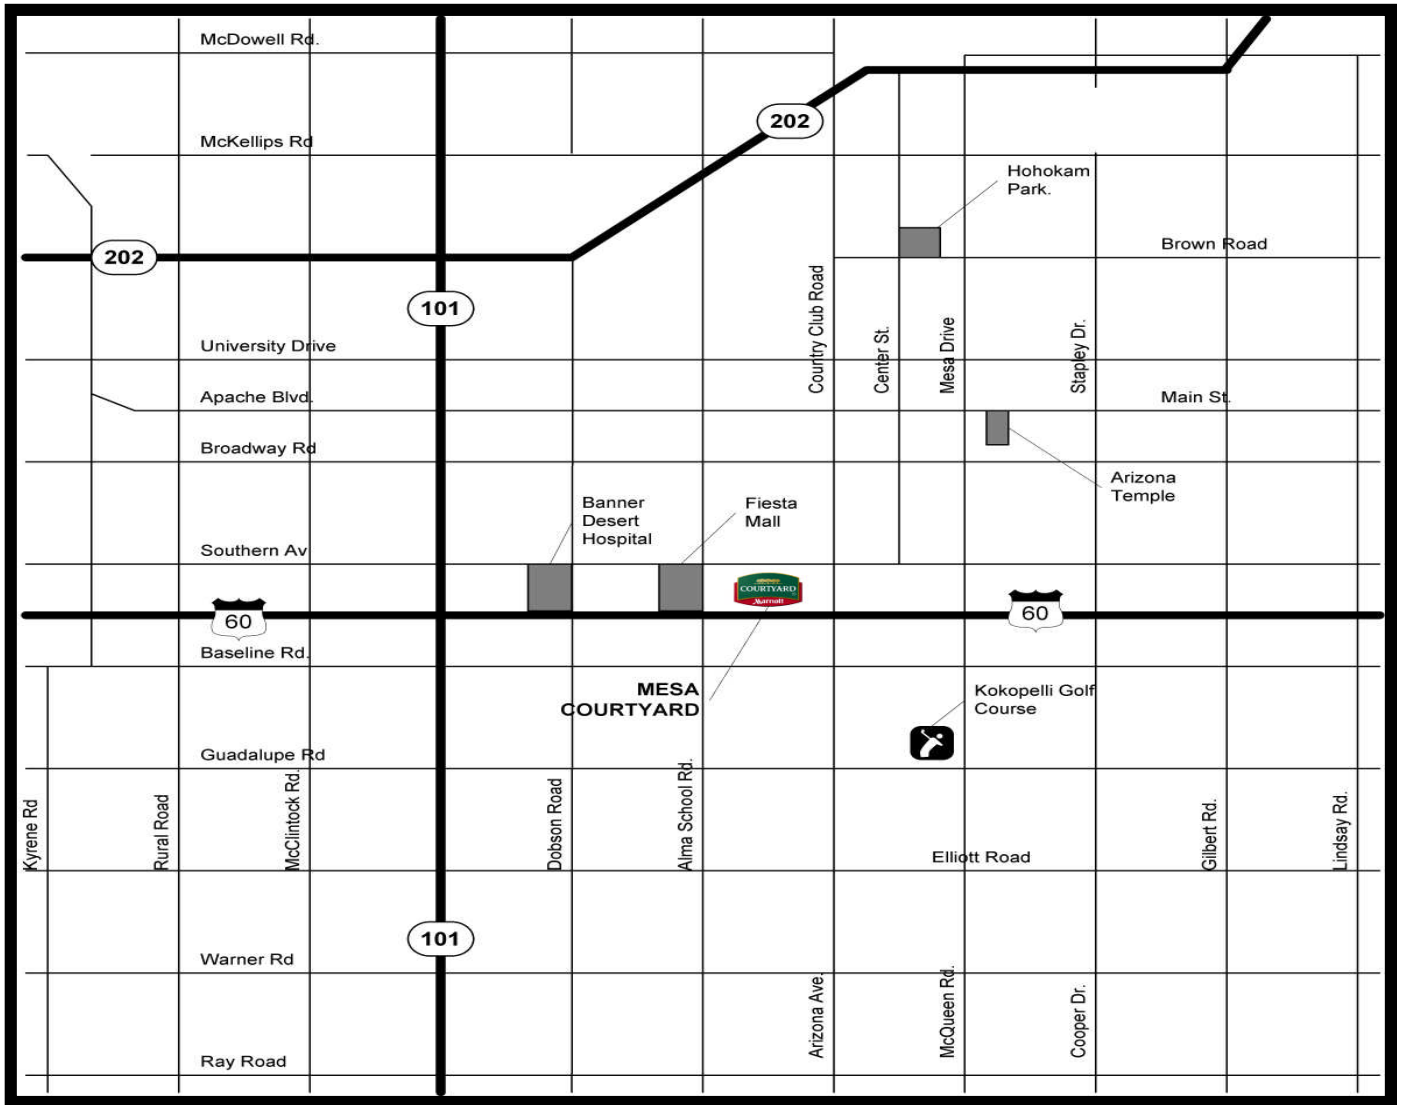 McDowell Rd.
202
McKellips Rd
Hohokam
Park.
202
Brown Road
101
Country Club Road
Center St.
Mesa Drive
Stapley Dr.
University Drive
Apache Blvd.
Main St.
Broadway Rd
Arizona
Temple
Banner
Desert
Hospital
Fiesta
Mall
Southern Av
COURTYARD
Marriott
60
60
Baseline Rd.
MESA
COURTYARD
Kokopelli Golf
Course
Guadalupe Rd
Kyrene Rd
Rural Road
McClintock Rd.
Dobson Road
Alma School Rd.
Gilbert Rd.
Lindsay Rd.
Elliott Road
101
Warner Rd
Arizona Ave.
McQueen Rd.
Cooper Dr.
Ray Road